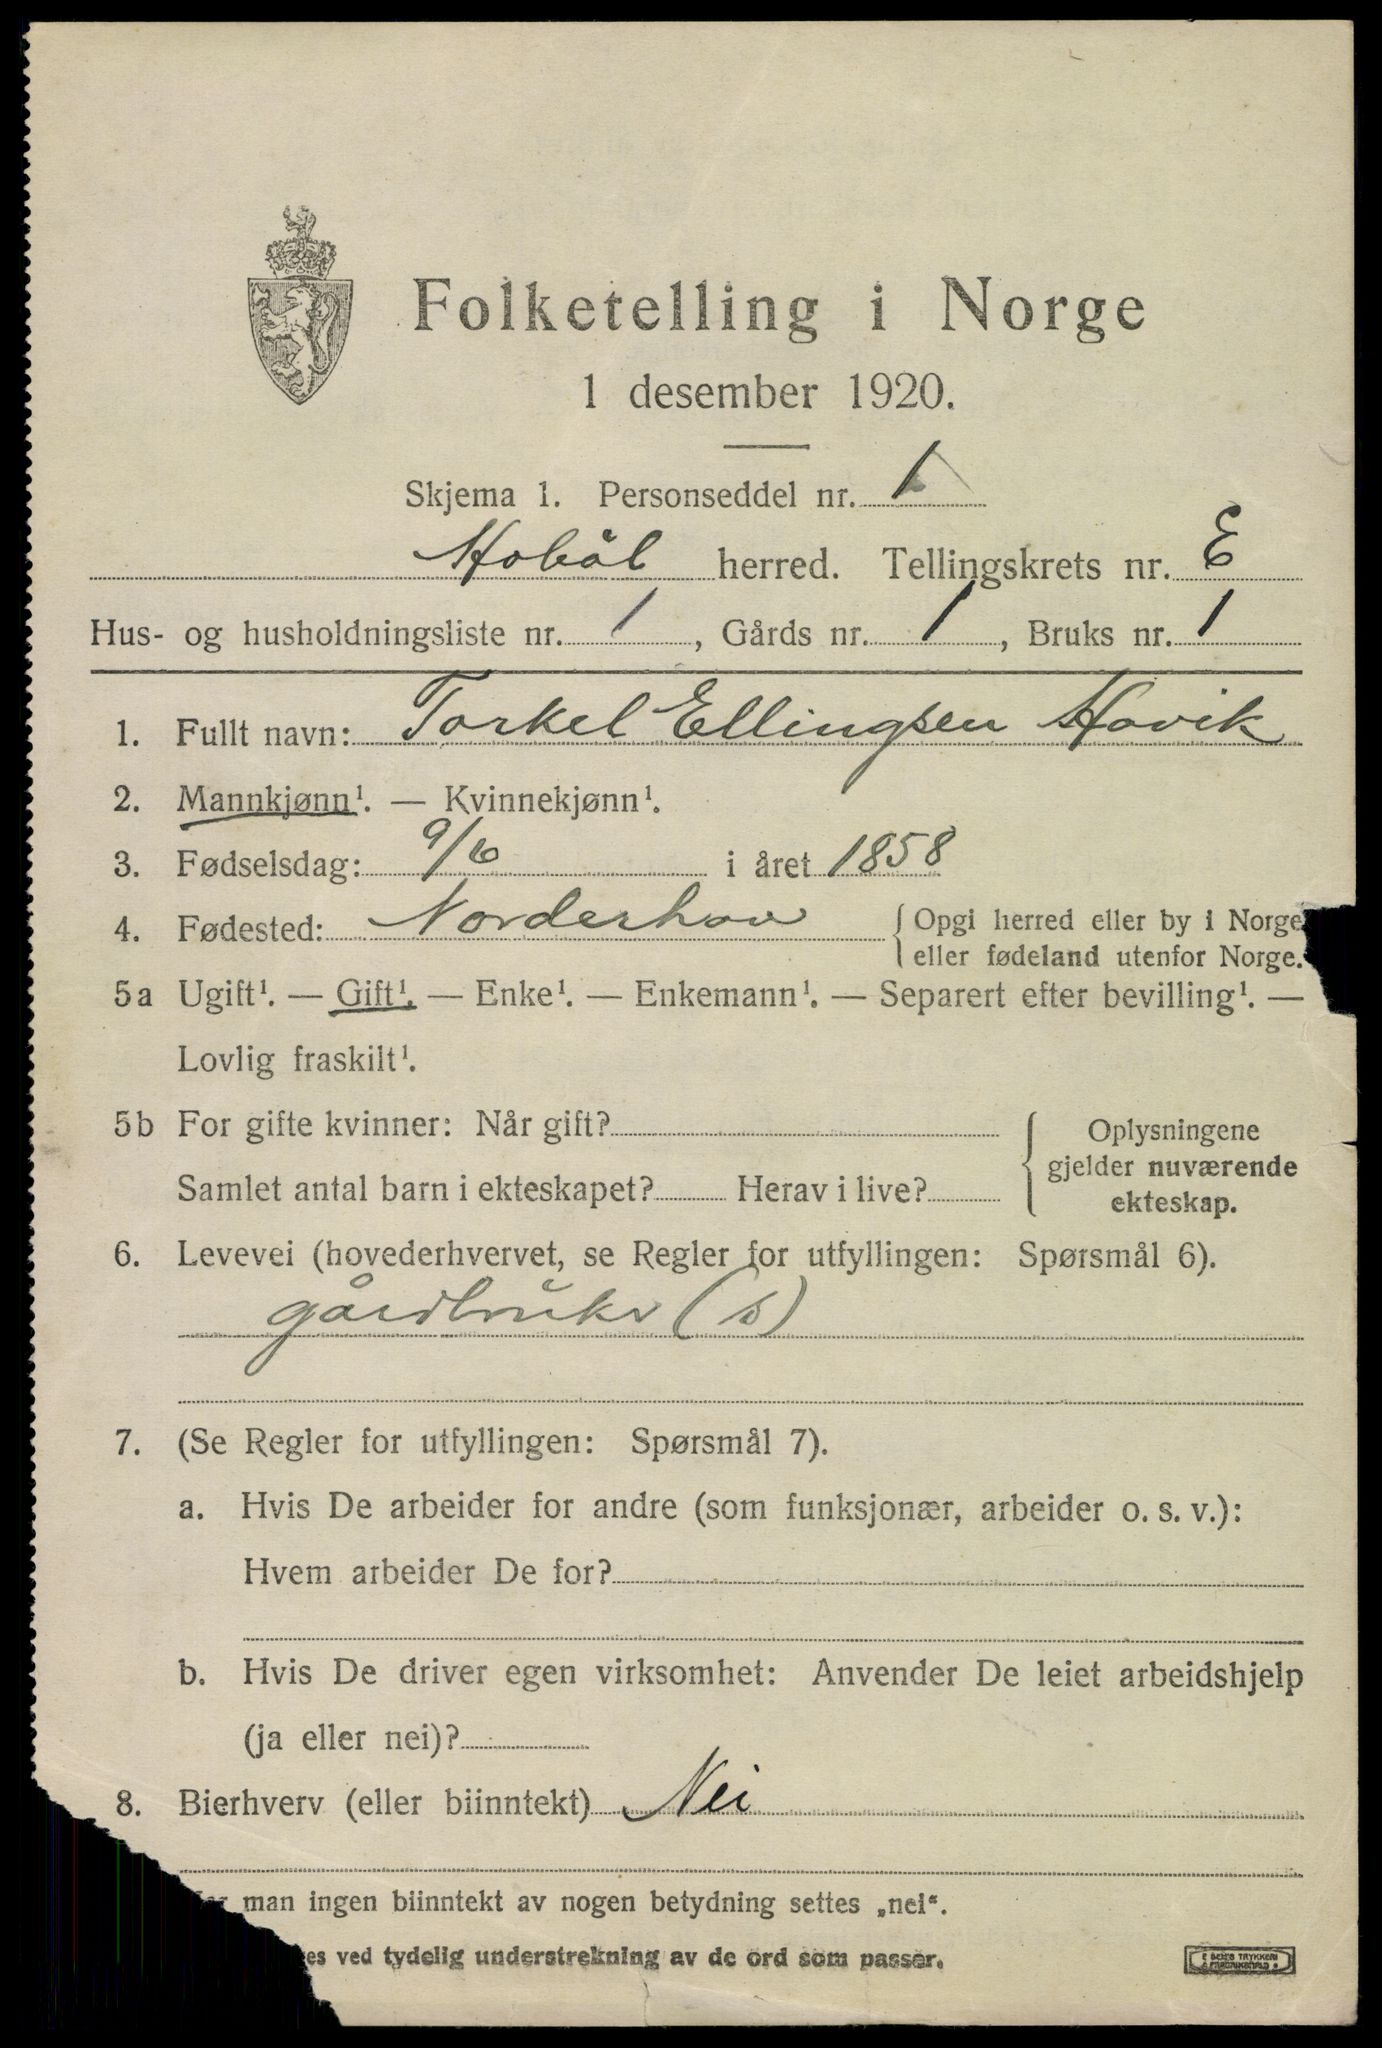 Folketelling i Norge
1 desember 1920.
Skjema 1. Personseddel nr. 1
Hobøl herred. Tellingskrets nr. E
Hus- og husholdningsliste nr. 1, Gårds nr. 1, Bruks nr. 1
1. Fullt navn: Torkel Ellingsen Hovik
2. Mannkjønn¹. — Kvinnekjønn¹.
3. Fødselsdag: 9/6 i året 1858
4. Fødested: Norderhov { Opgi herred eller by i Norge
eller fødeland utenfor Norge.
5a Ugift¹. — Gift¹. — Enke¹. — Enkemann¹. — Separert efter bevilling¹. —
Lovlig fraskilt¹.
5b For gifte kvinner: Når gift?
Samlet antal barn i ekteskapet? Herav i live?
{ Oplysningene
gjelder nuværende
ekteskap.
6. Levevei (hovederhvervet, se Regler for utfyllingen: Spørsmål 6).
gårdbruker (s)
7. (Se Regler for utfyllingen: Spørsmål 7).
a. Hvis De arbeider for andre (som funksjonær, arbeider o. s. v.):
Hvem arbeider De for?
b. Hvis De driver egen virksomhet: Anvender De leiet arbeidshjelp
(ja eller nei)?
8. Bierhverv (eller biinntekt) Nei
man ingen biinntekt av nogen betydning settes „nei“.
es ved tydelig understrekning av de ord som passer.